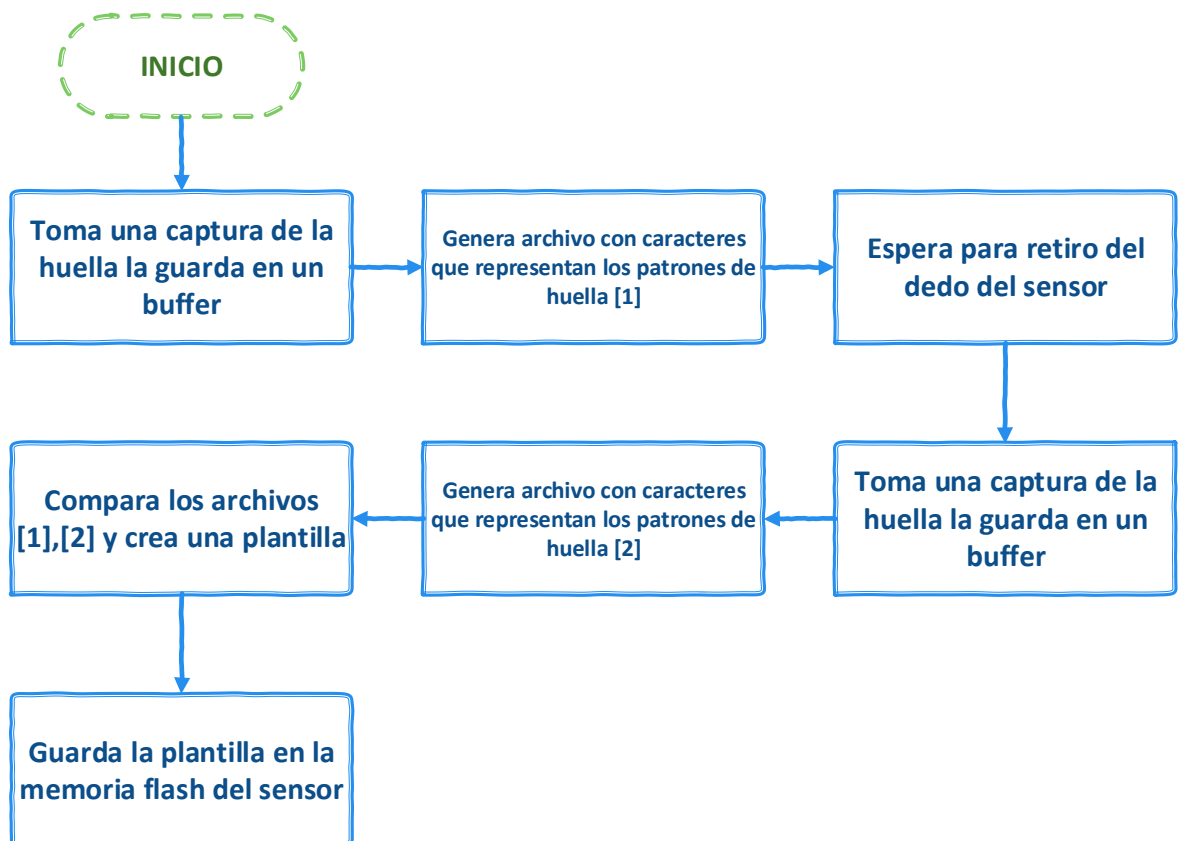 INICIO
Toma una captura de la
huella la guarda en un
buffer
Genera archivo con caracteres
que representan los patrones de
huella [1]
Espera para retiro del
dedo del sensor
Toma una captura de la
huella la guarda en un
buffer
Genera archivo con caracteres
que representan los patrones de
huella [2]
Compara los archivos
[1],[2] y crea una plantilla
Guarda la plantilla en la
memoria flash del sensor